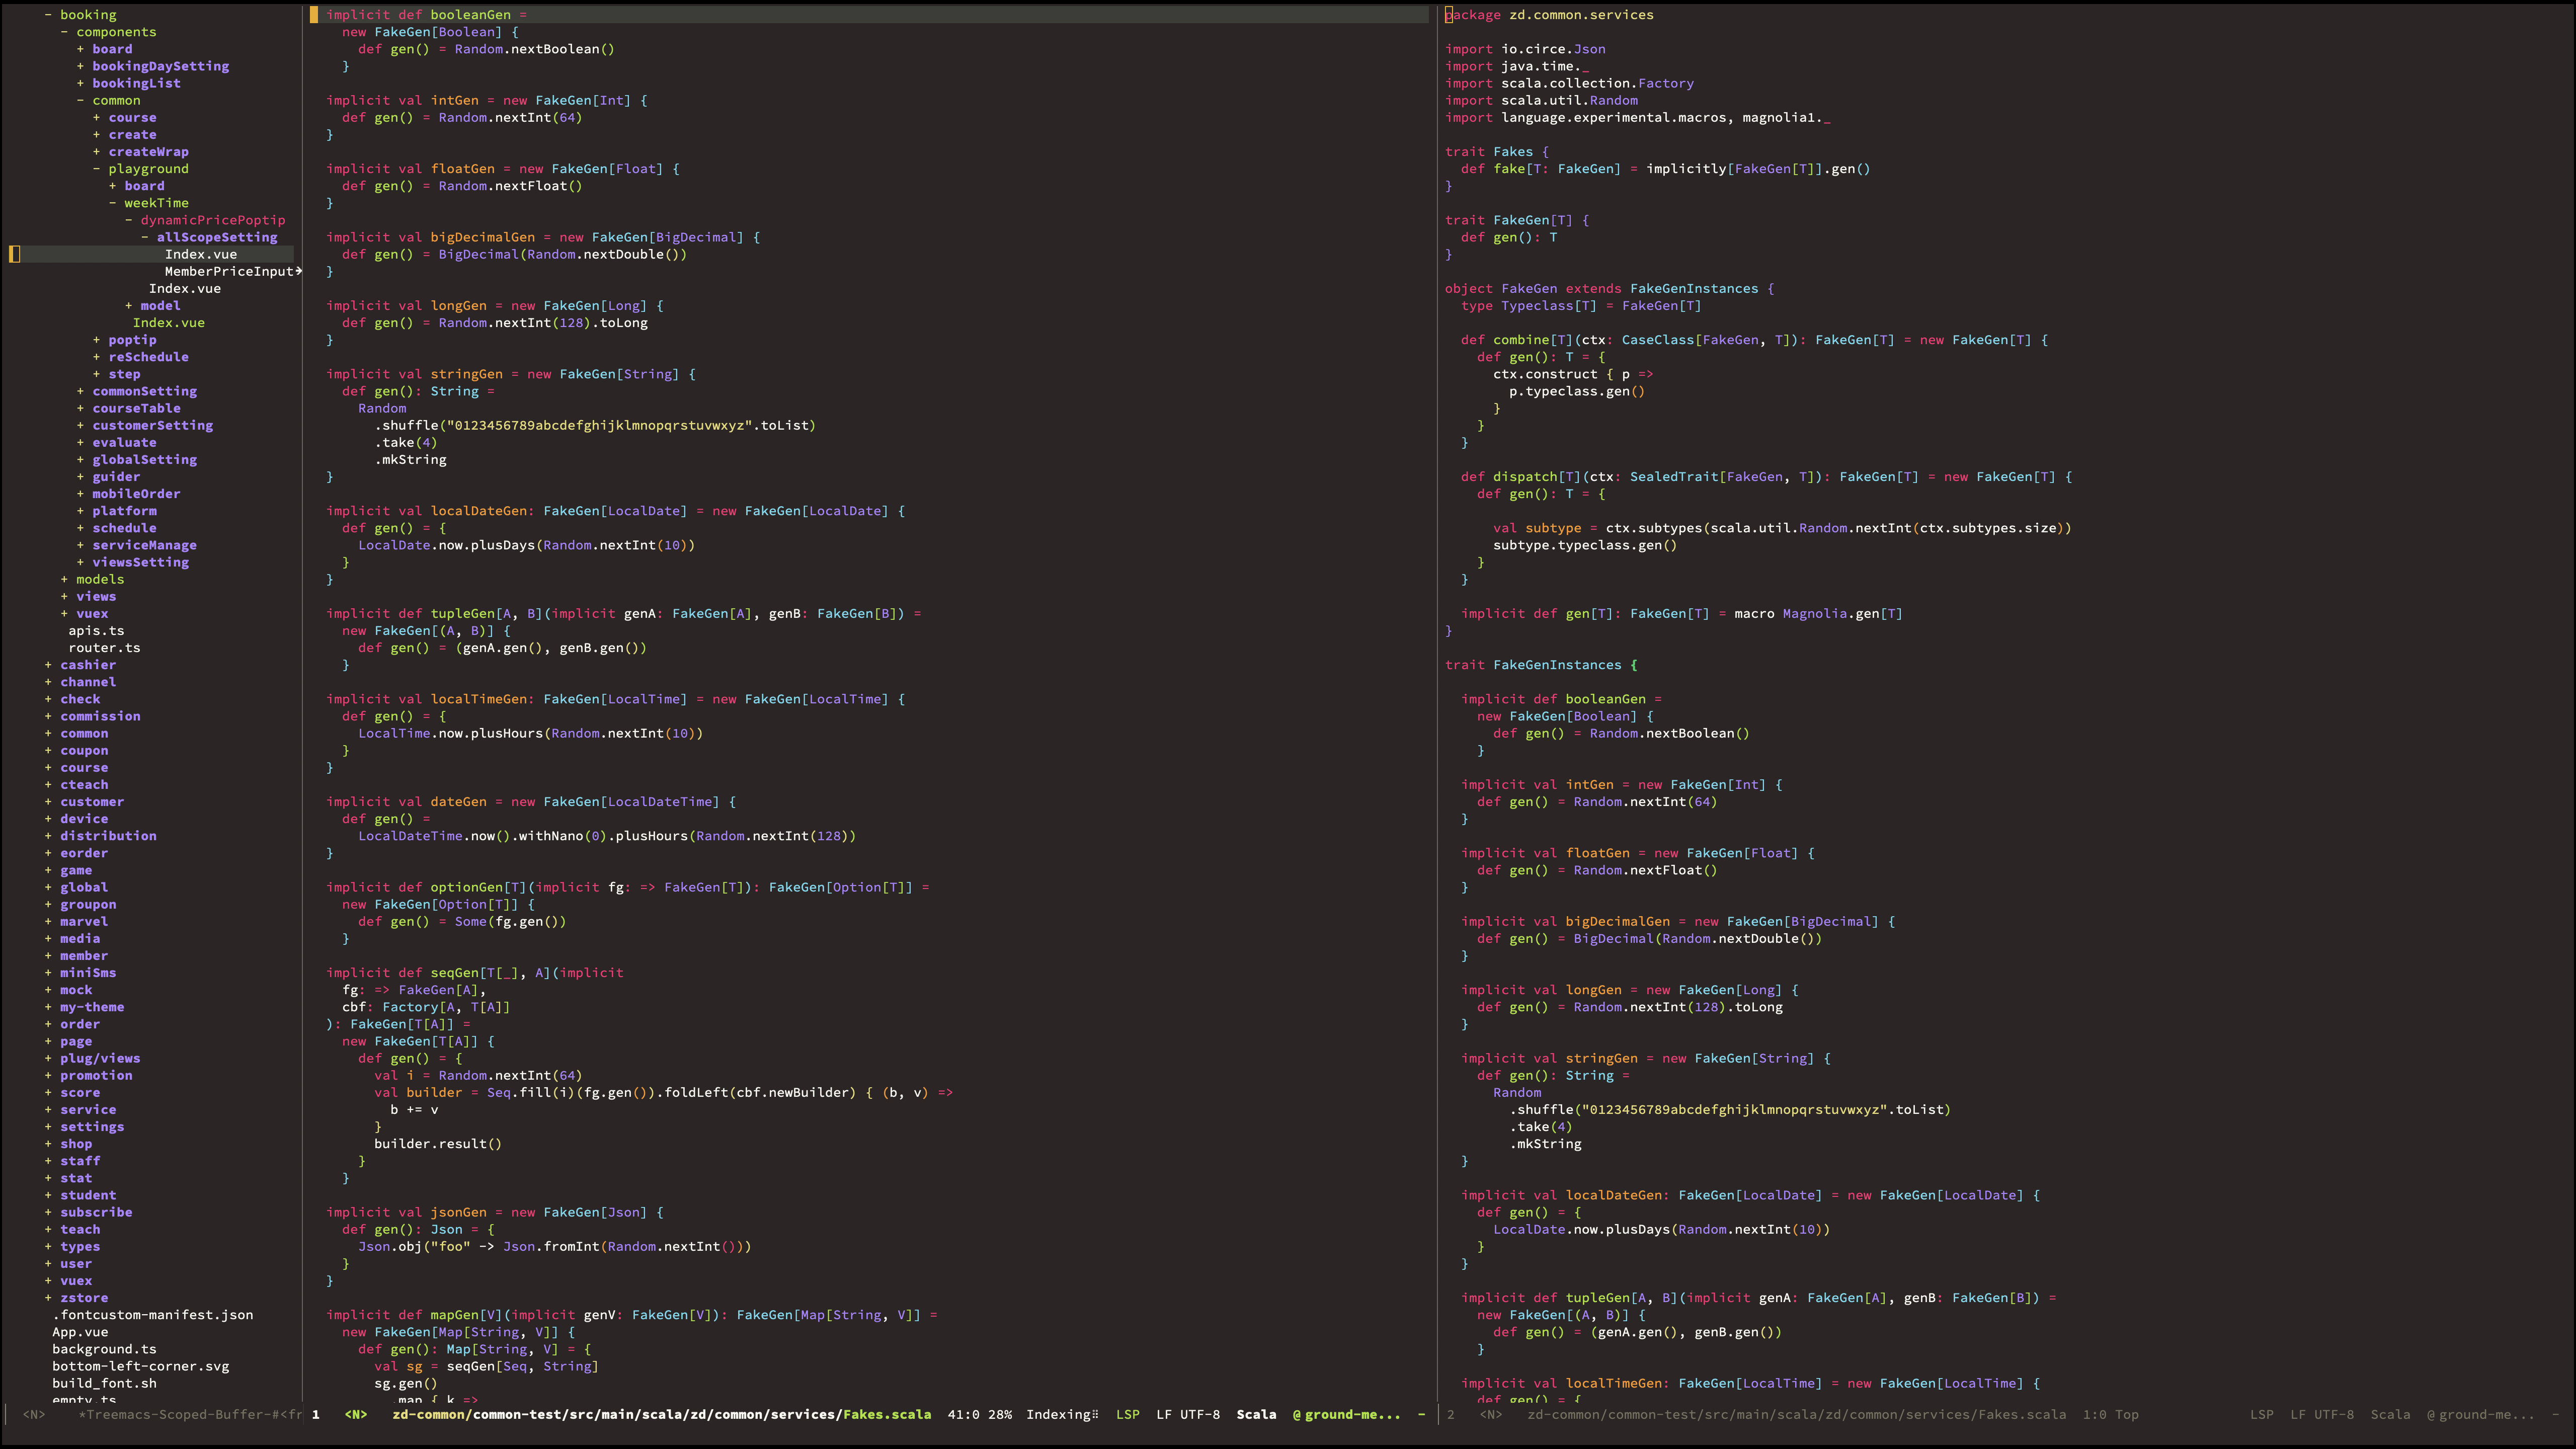 − booking
− components
+ board
+ bookingDaySetting
+ bookingList
− common
+ course
+ create
+ createWrap
− playground
+ board
− weekTime
− dynamicPricePoptip
− allScopeSetting
Index.vue
MemberPriceInput→
Index.vue
+ model
Index.vue
+ poptip
+ reSchedule
+ step
+ commonSetting
+ courseTable
+ customerSetting
+ evaluate
+ globalSetting
+ guider
+ mobileOrder
+ platform
+ schedule
+ serviceManage
+ viewsSetting
+ models
+ views
+ vuex
apis.ts
router.ts
+ cashier
+ channel
+ check
+ commission
+ common
+ coupon
+ course
+ cteach
+ customer
+ device
+ distribution
+ eorder
+ game
+ global
+ groupon
+ marvel
+ media
+ member
+ miniSms
+ mock
+ my-theme
+ order
+ page
+ plug/views
+ promotion
+ score
+ service
+ settings
+ shop
+ staff
+ stat
+ student
+ subscribe
+ teach
+ types
+ user
+ vuex
+ zstore
.fontcustom-manifest.json
App.vue
background.ts
bottom-left-corner.svg
build_font.sh
empty.ts
<N> *Treemacs-Scoped-Buffer-#<fr
implicit def booleanGen =
new FakeGen[Boolean] {
def gen() = Random.nextBoolean()
}
implicit val intGen = new FakeGen[Int] {
def gen() = Random.nextInt(64)
}
implicit val floatGen = new FakeGen[Float] {
def gen() = Random.nextFloat()
}
implicit val bigDecimalGen = new FakeGen[BigDecimal] {
def gen() = BigDecimal(Random.nextDouble())
}
implicit val longGen = new FakeGen[Long] {
def gen() = Random.nextInt(128).toLong
}
implicit val stringGen = new FakeGen[String] {
def gen(): String =
Random
.shuffle("0123456789abcdefghijklmnopqrstuvwxyz".toList)
.take(4)
.mkString
}
implicit val localDateGen: FakeGen[LocalDate] = new FakeGen[LocalDate] {
def gen() = {
LocalDate.now.plusDays(Random.nextInt(10))
}
}
implicit def tupleGen[A, B](implicit genA: FakeGen[A], genB: FakeGen[B]) =
new FakeGen[(A, B)] {
def gen() = (genA.gen(), genB.gen())
}
implicit val localTimeGen: FakeGen[LocalTime] = new FakeGen[LocalTime] {
def gen() = {
LocalTime.now.plusHours(Random.nextInt(10))
}
}
implicit val dateGen = new FakeGen[LocalDateTime] {
def gen() =
LocalDateTime.now().withNano(0).plusHours(Random.nextInt(128))
}
implicit def optionGen[T](implicit fg: => FakeGen[T]): FakeGen[Option[T]] =
new FakeGen[Option[T]] {
def gen() = Some(fg.gen())
}
implicit def seqGen[T[_], A](implicit
fg: => FakeGen[A],
cbf: Factory[A, T[A]]
): FakeGen[T[A]] =
new FakeGen[T[A]] {
def gen() = {
val i = Random.nextInt(64)
val builder = Seq.fill(i)(fg.gen()).foldLeft(cbf.newBuilder) { (b, v) =>
b += v
}
builder.result()
}
}
implicit val jsonGen = new FakeGen[Json] {
def gen(): Json = {
Json.obj("foo" -> Json.fromInt(Random.nextInt()))
}
}
implicit def mapGen[V](implicit genV: FakeGen[V]): FakeGen[Map[String, V]] =
new FakeGen[Map[String, V]] {
def gen(): Map[String, V] = {
val sg = seqGen[Seq, String]
sg.gen()
.map { k =>
1 <N> zd-common/common-test/src/main/scala/zd/common/services/Fakes.scala 41:0 28% Indexing⠿ LSP LF UTF-8 Scala @ground-me... −
package zd.common.services
import io.circe.Json
import java.time._
import scala.collection.Factory
import scala.util.Random
import language.experimental.macros, magnolia1._
trait Fakes {
def fake[T: FakeGen] = implicitly[FakeGen[T]].gen()
}
trait FakeGen[T] {
def gen(): T
}
object FakeGen extends FakeGenInstances {
type Typeclass[T] = FakeGen[T]
def combine[T](ctx: CaseClass[FakeGen, T]): FakeGen[T] = new FakeGen[T] {
def gen(): T = {
ctx.construct { p =>
p.typeclass.gen()
}
}
}
def dispatch[T](ctx: SealedTrait[FakeGen, T]): FakeGen[T] = new FakeGen[T] {
def gen(): T = {
val subtype = ctx.subtypes(scala.util.Random.nextInt(ctx.subtypes.size))
subtype.typeclass.gen()
}
}
implicit def gen[T]: FakeGen[T] = macro Magnolia.gen[T]
}
trait FakeGenInstances {
implicit def booleanGen =
new FakeGen[Boolean] {
def gen() = Random.nextBoolean()
}
implicit val intGen = new FakeGen[Int] {
def gen() = Random.nextInt(64)
}
implicit val floatGen = new FakeGen[Float] {
def gen() = Random.nextFloat()
}
implicit val bigDecimalGen = new FakeGen[BigDecimal] {
def gen() = BigDecimal(Random.nextDouble())
}
implicit val longGen = new FakeGen[Long] {
def gen() = Random.nextInt(128).toLong
}
implicit val stringGen = new FakeGen[String] {
def gen(): String =
Random
.shuffle("0123456789abcdefghijklmnopqrstuvwxyz".toList)
.take(4)
.mkString
}
implicit val localDateGen: FakeGen[LocalDate] = new FakeGen[LocalDate] {
def gen() = {
LocalDate.now.plusDays(Random.nextInt(10))
}
}
implicit def tupleGen[A, B](implicit genA: FakeGen[A], genB: FakeGen[B]) =
new FakeGen[(A, B)] {
def gen() = (genA.gen(), genB.gen())
}
implicit val localTimeGen: FakeGen[LocalTime] = new FakeGen[LocalTime] {
def gen() = {
2 <N> zd-common/common-test/src/main/scala/zd/common/services/Fakes.scala 1:0 Top LSP LF UTF-8 Scala @ground-me... −